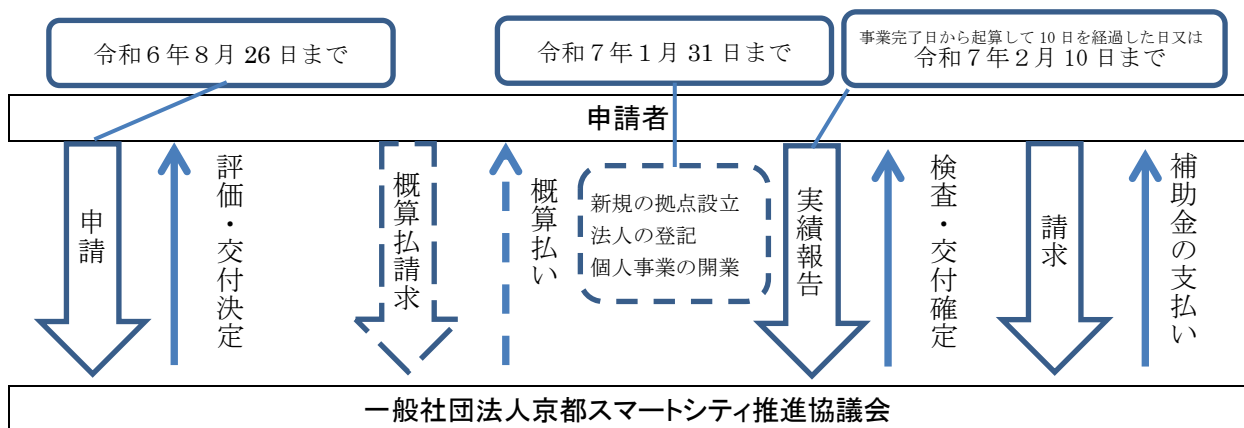 令和６年８月 26 日まで
令和７年１月 31 日まで
事業完了日から起算して 10 日を経過した日又は
令和７年２月 10 日まで
申請者
申請
評価・交付決定
概算払請求
概算払い
新規の拠点設立
法人の登記
個人事業の開業
実績報告
検査・交付確定
請求
補助金の支払い
一般社団法人京都スマートシティ推進協議会